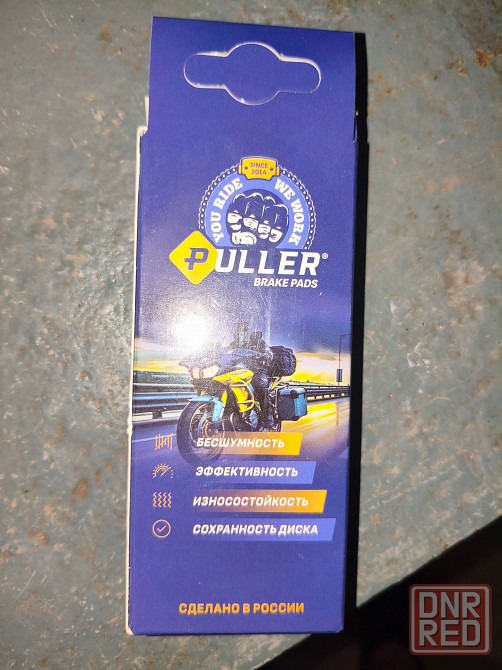 SINCE
2014
YOU RIDE WE WORK
PULLER®
BRAKE PADS
БЕСШУМНОСТЬ
ЭФФЕКТИВНОСТЬ
ИЗНОСОСТОЙКОСТЬ
СОХРАННОСТЬ ДИСКА
СДЕЛАНО В РОССИИ
DNR
RED